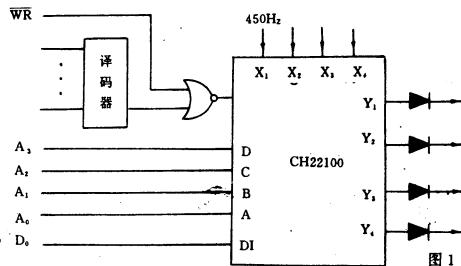 WR
450Hz
译码器
X₁ X₂ X₃ X₄
Y₁
Y₂
CH22100
Y₃
Y₄
A₃ D
A₂ C
A₁ B
A₀ A
D₀ DI
图 1